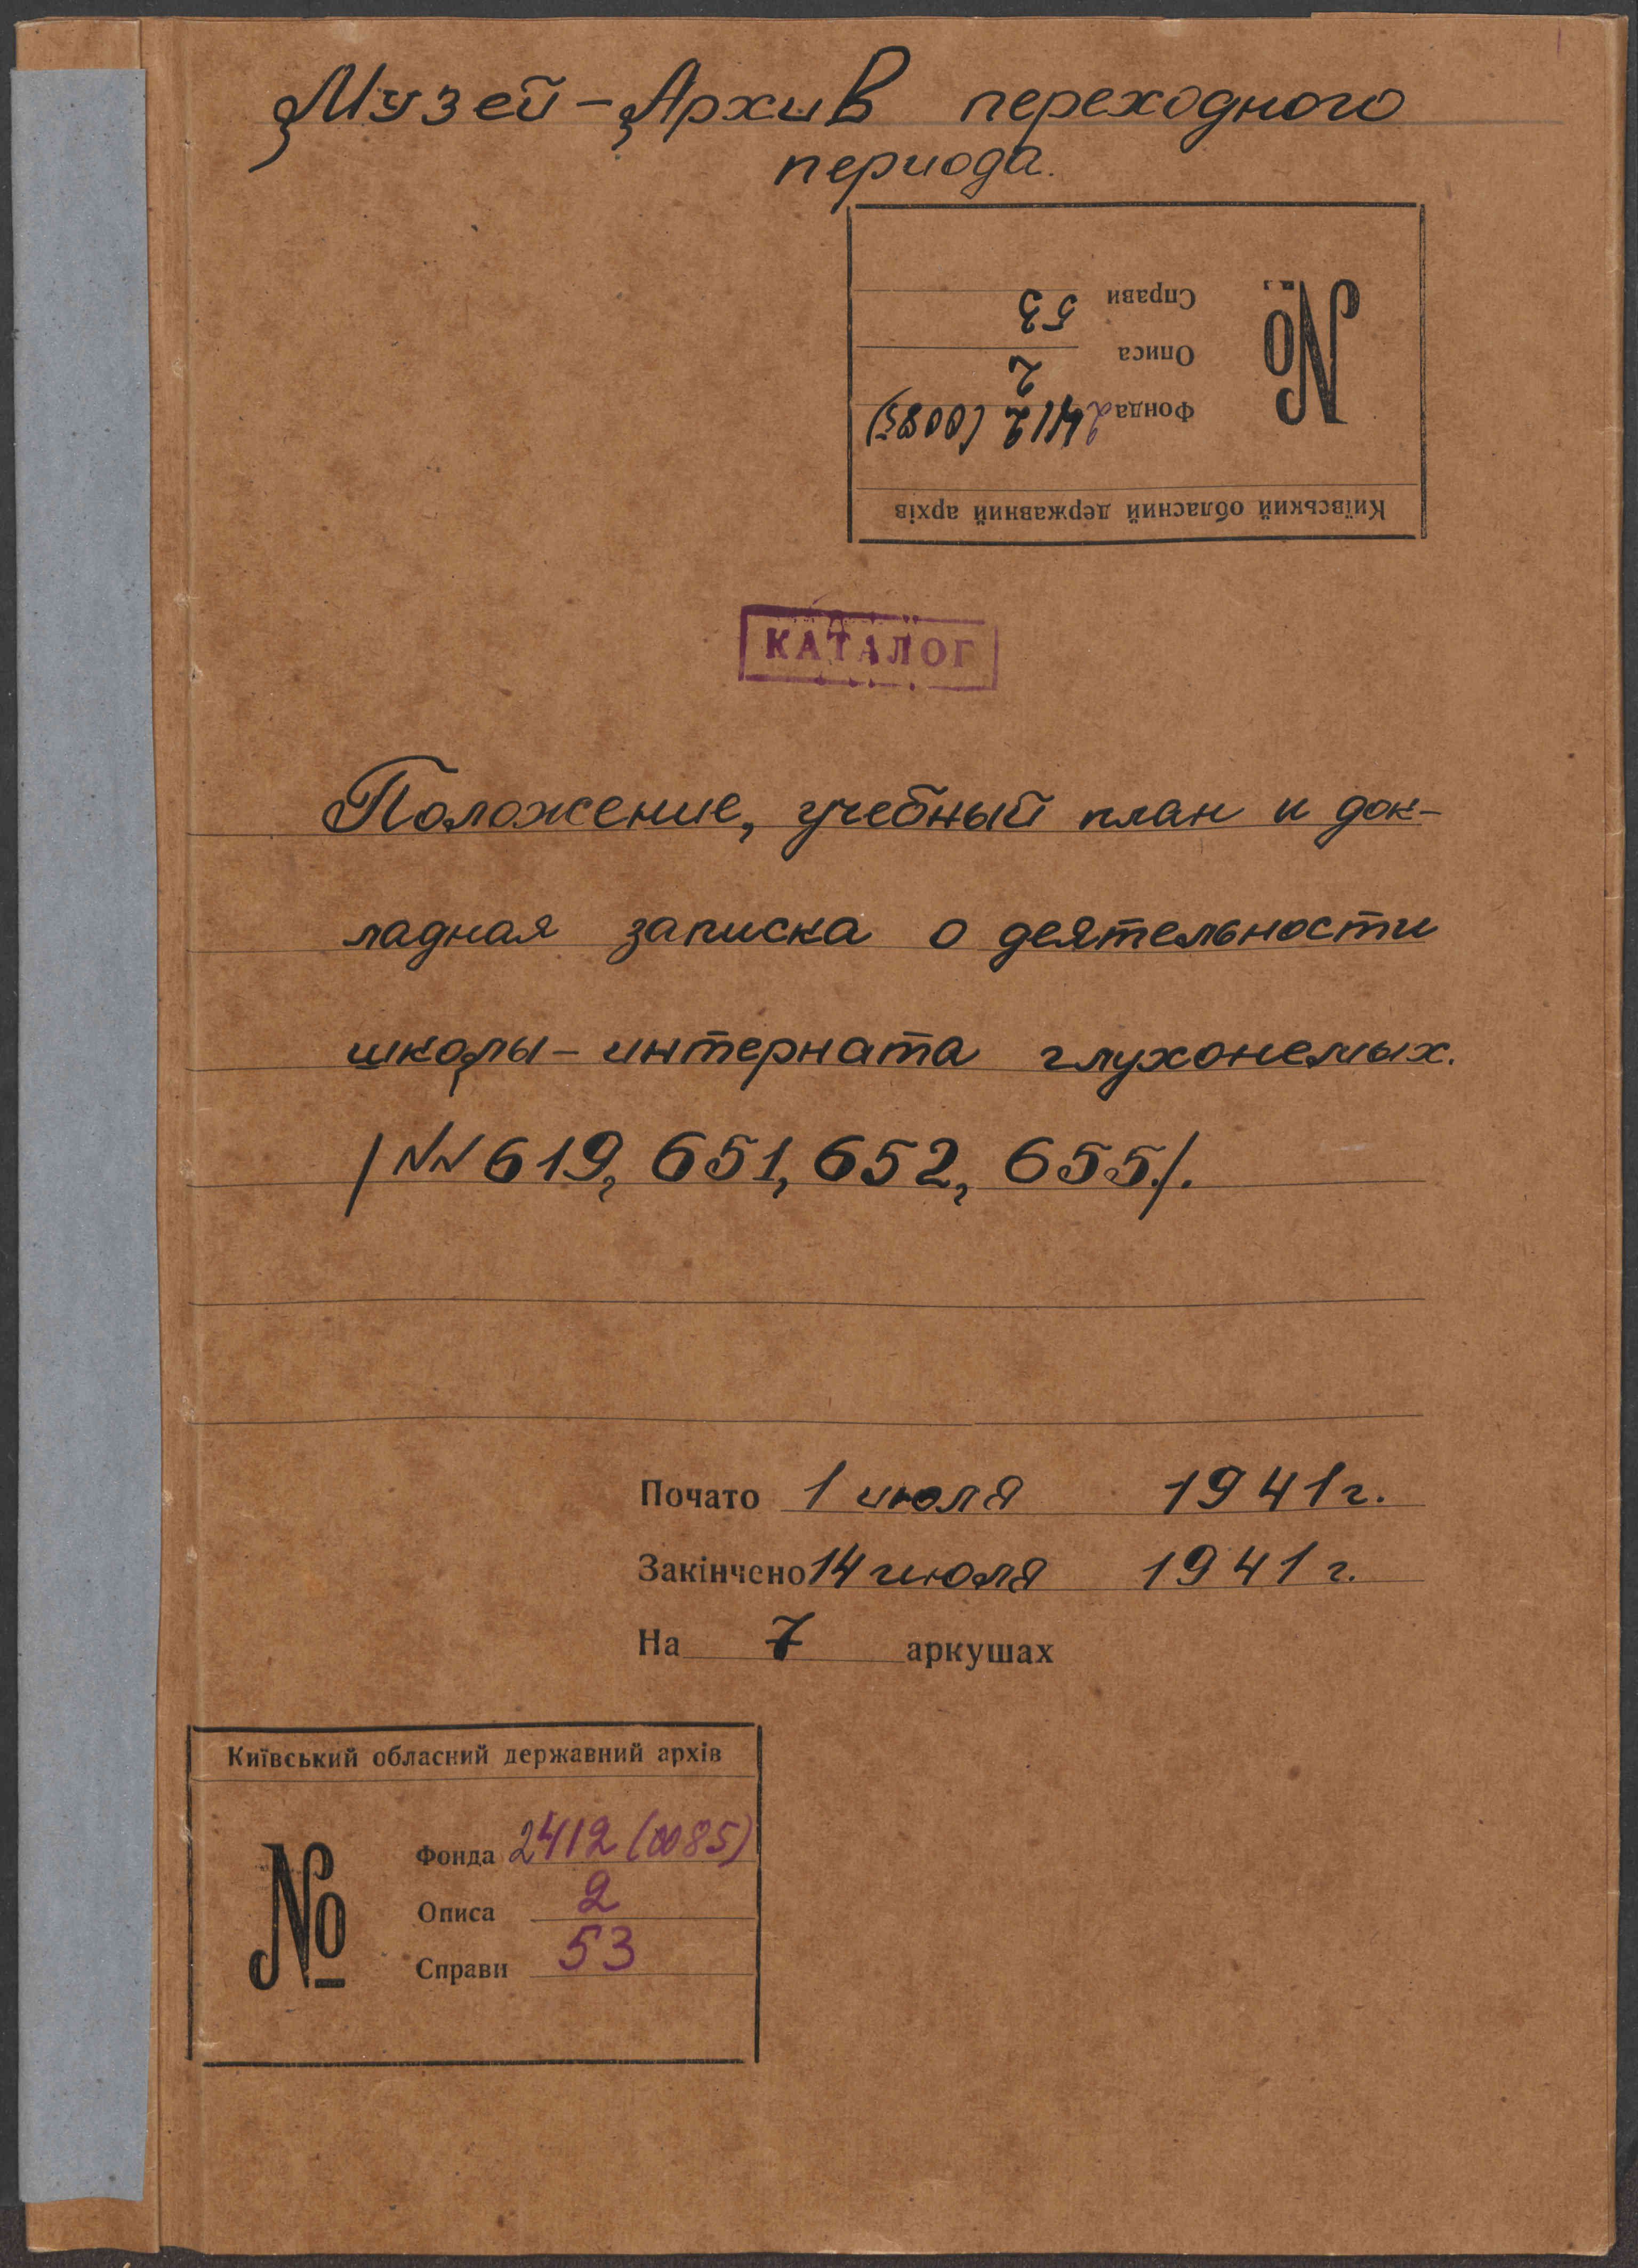 Музей-Архив переходного
периода.
Київський обласний державний архів
№
Фонда 2412 (0085)
Описа 2
Справи 53
КАТАЛОГ
Положение, учебный план и док-
ладная записка о деятельности
школы-интерната глухонемых.
/NN 619, 651, 652, 655./.
Почато 1 июля 1941 г.
Закінчено 14 июля 1941 г.
На 7 аркушах
Київський обласний державний архів
№
Фонда 2412 (0085)
Описа 2
Справи 53